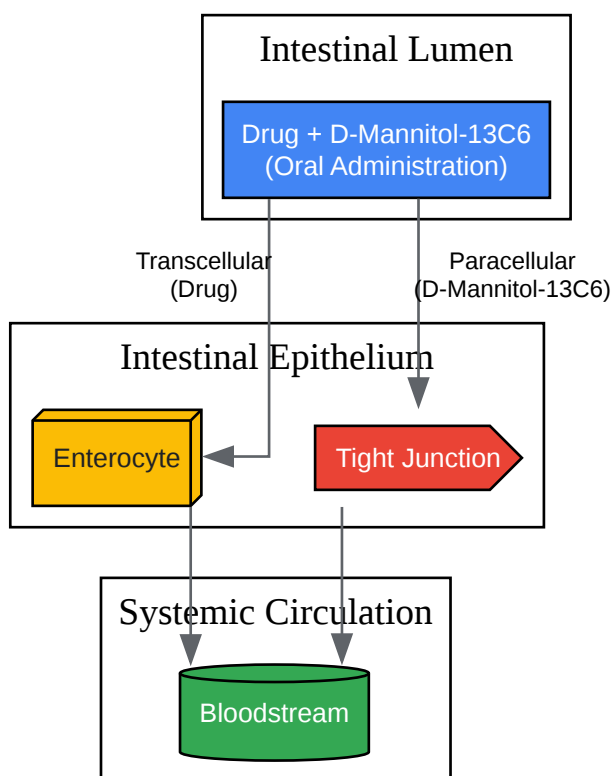 Intestinal Lumen
Drug + D-Mannitol-13C6
(Oral Administration)
Transcellular
(Drug)
Paracellular
(D-Mannitol-13C6)
Intestinal Epithelium
Enterocyte
Tight Junction
Systemic Circulation
Bloodstream